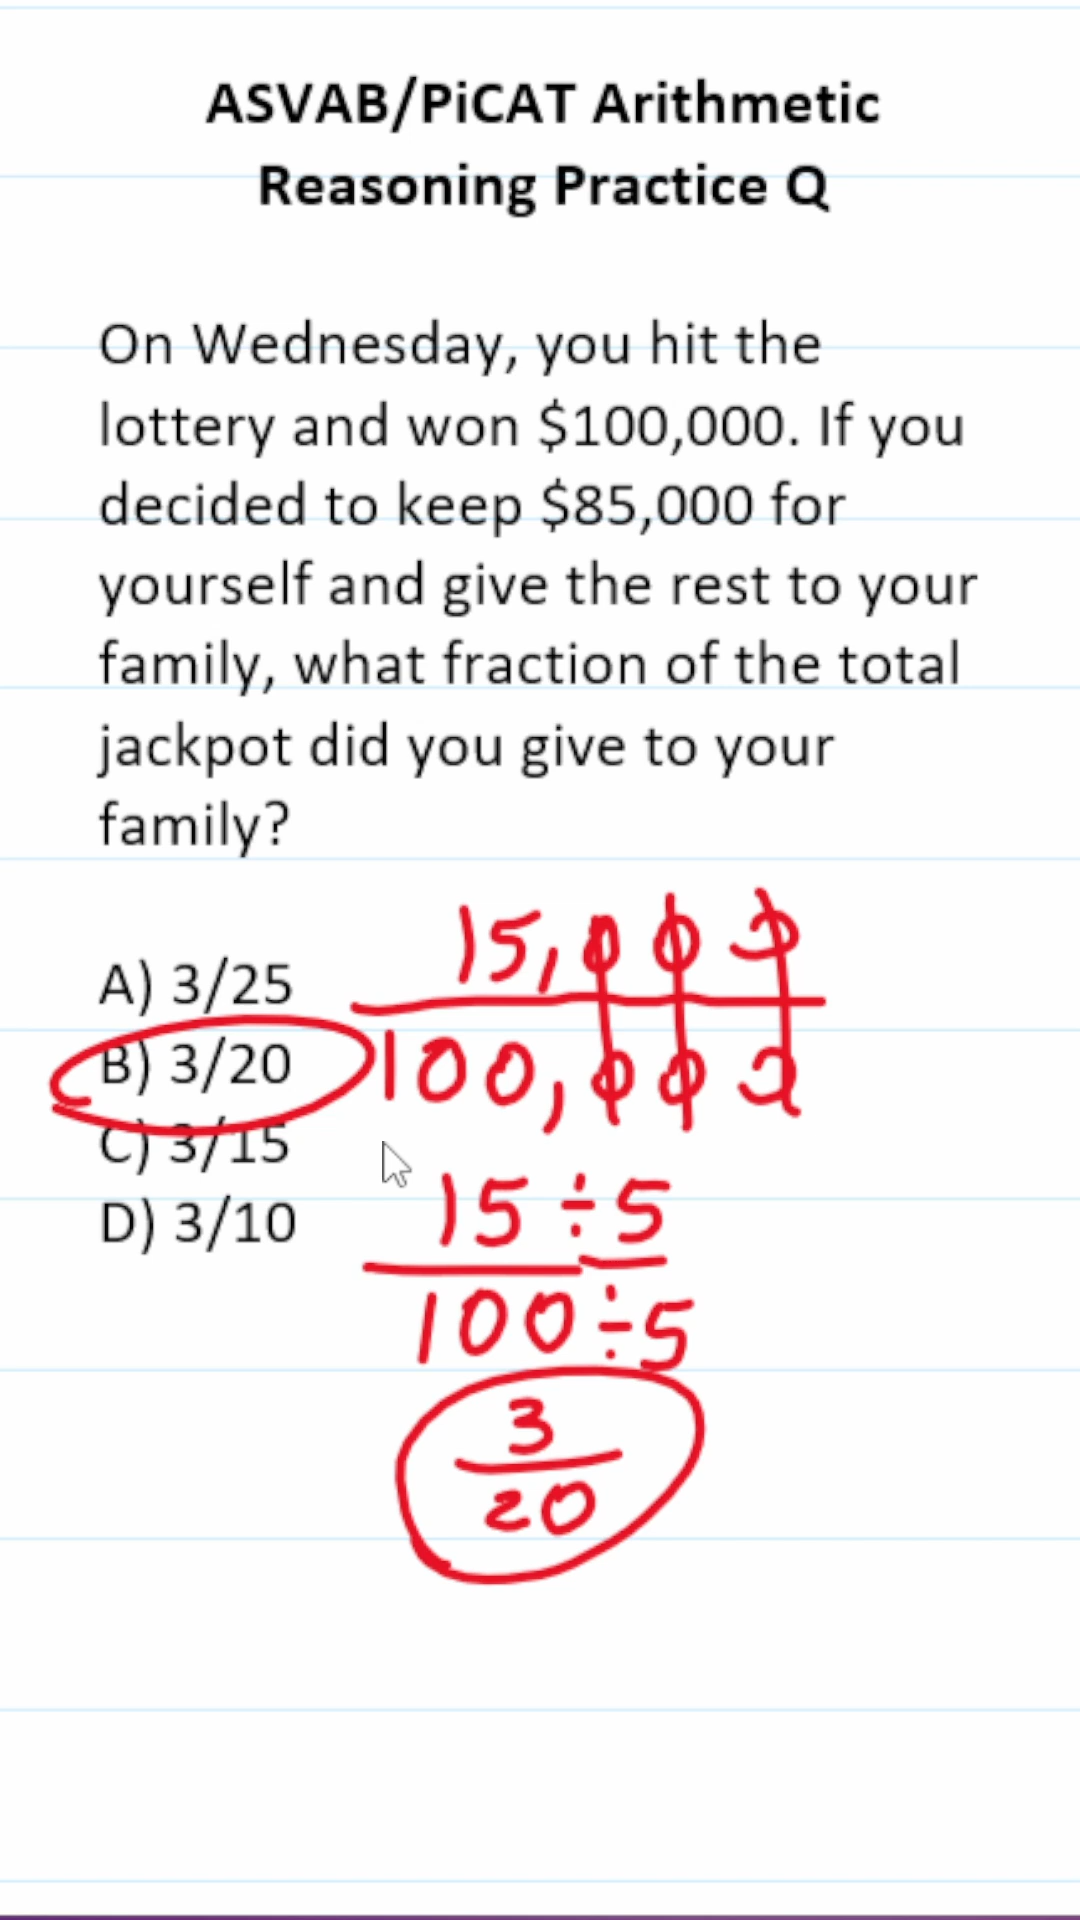 ASVAB/PiCAT Arithmetic
Reasoning Practice Q
On Wednesday, you hit the
lottery and won $100,000. If you
decided to keep $85,000 for
yourself and give the rest to your
family, what fraction of the total
jackpot did you give to your
family?
A) 3/25
B) 3/20
C) 3/15
D) 3/10
15,000
100,000
15 ÷ 5
100 ÷ 5
3
20